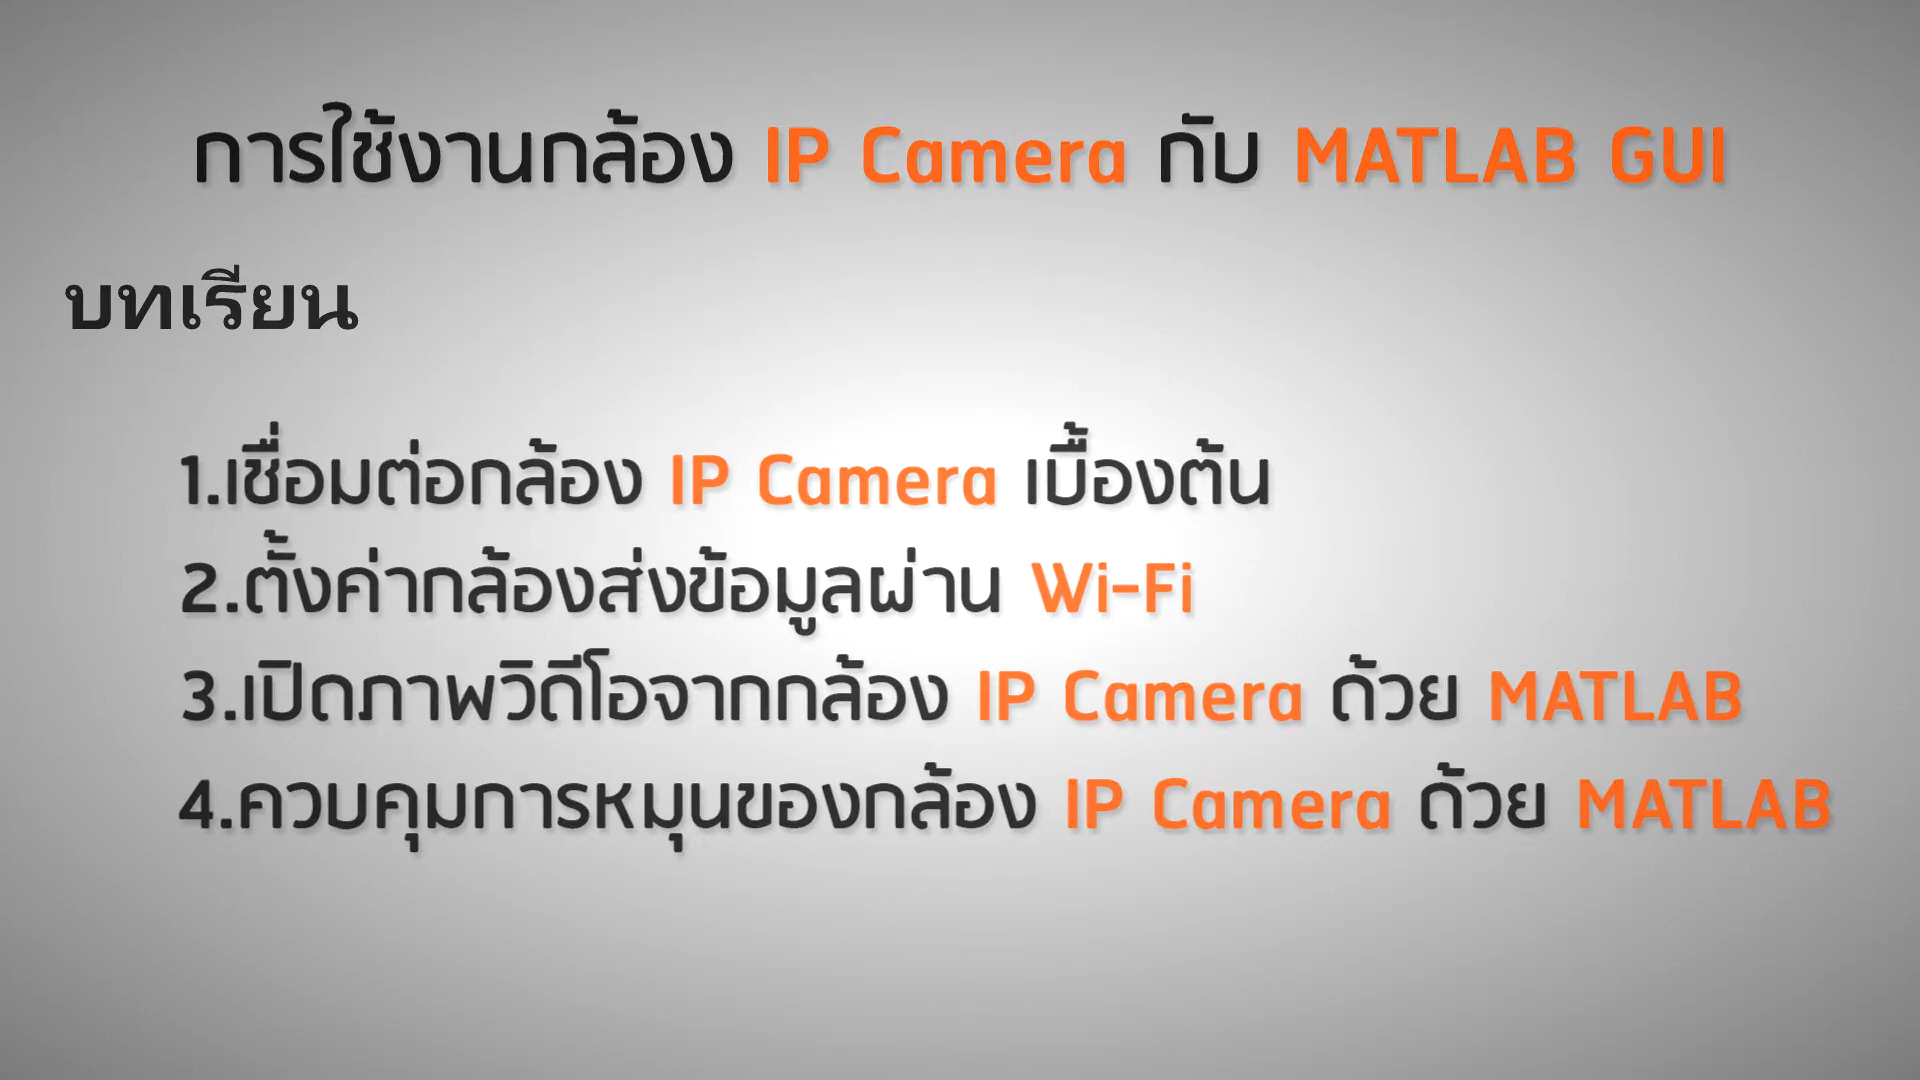 การใช้งานกล้อง IP Camera กับ MATLAB GUI
บทเรียน
1.เชื่อมต่อกล้อง IP Camera เบื้องต้น
2.ตั้งค่ากล้องส่งข้อมูลผ่าน Wi-Fi
3.เปิดภาพวิดีโอจากกล้อง IP Camera ด้วย MATLAB
4.ควบคุมการหมุนของกล้อง IP Camera ด้วย MATLAB